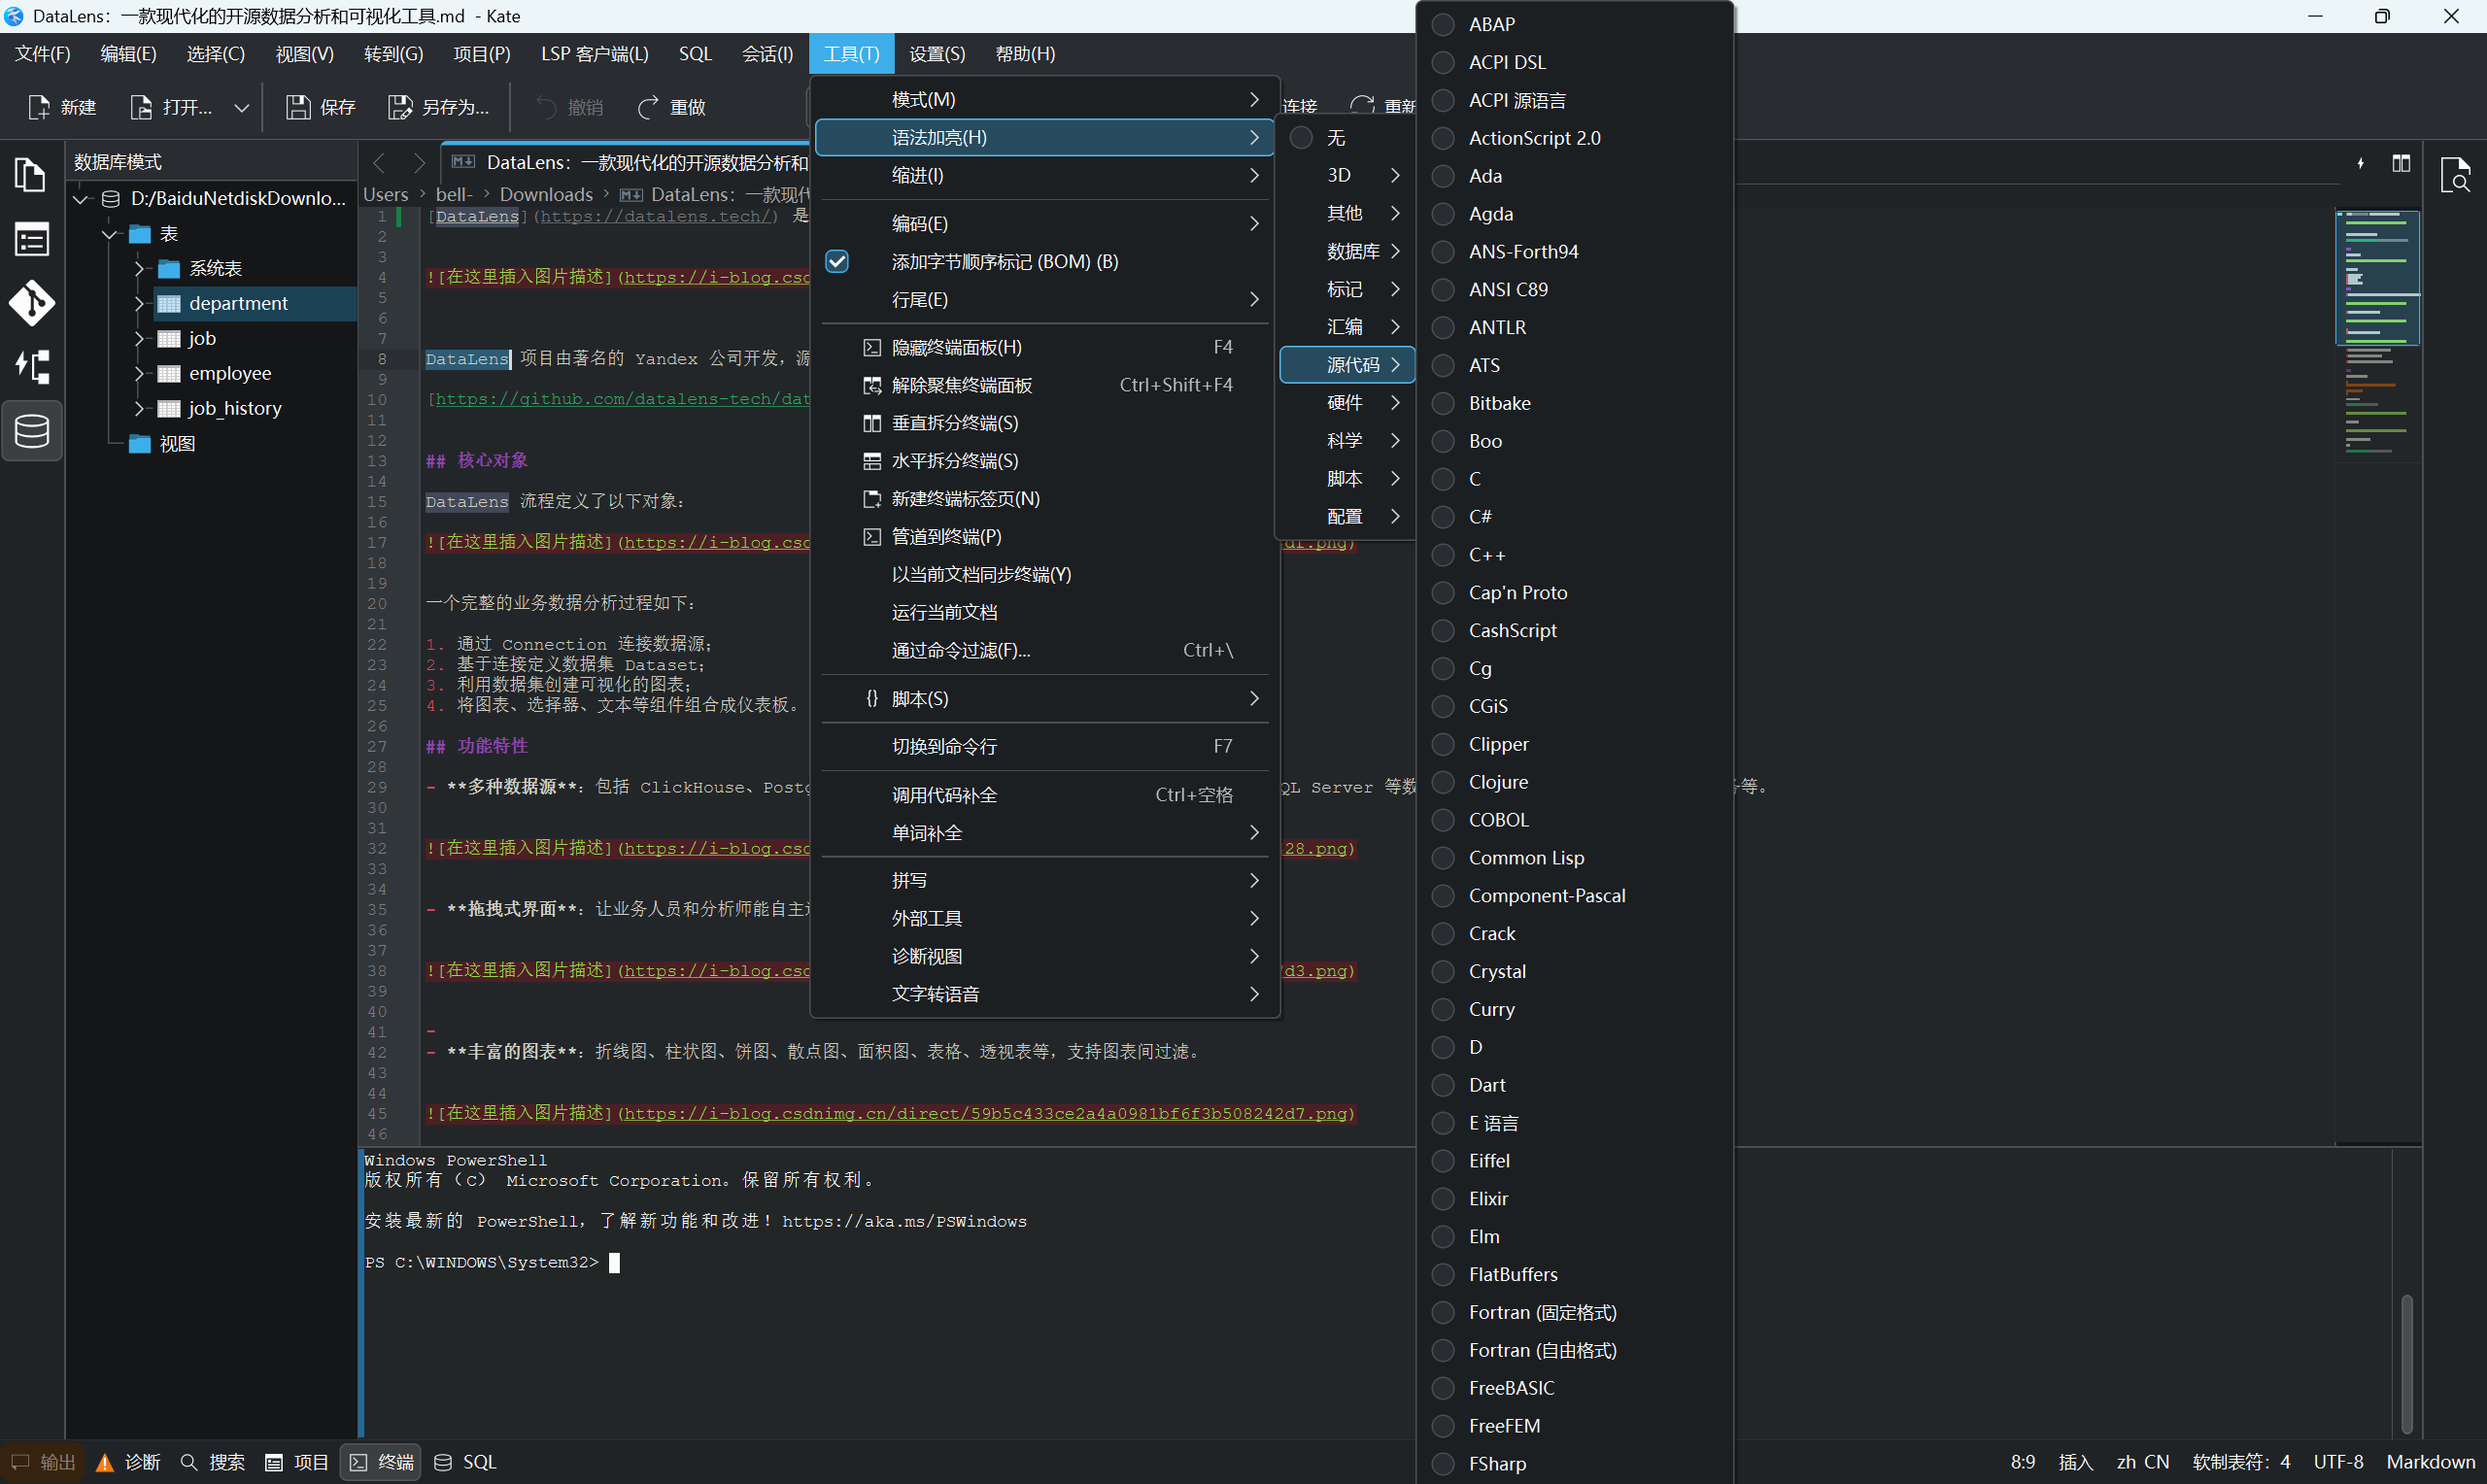 DataLens：一款现代化的开源数据分析和可视化工具.md - Kate
文件(F) 编辑(E) 选择(C) 视图(V) 转到(G) 项目(P) LSP 客户端(L) SQL 会话(I) 工具(T) 设置(S) 帮助(H)
新建 打开... 保存 另存为... 撤销 重做 连接 重新
数据库模式
D:/BaiduNetdiskDownlo...
表
系统表
department
job
employee
job_history
视图
DataLens：一款现代化的开源数据分析和
Users bell- Downloads DataLens：一款现代
1 [DataLens](https://datalens.tech/) 是
2
3
4 ![在这里插入图片描述](https://i-blog.csd
5
6
7
8 DataLens 项目由著名的 Yandex 公司开发，源
9
10 [https://github.com/datalens-tech/dat
11
12
13 ## 核心对象
14
15 DataLens 流程定义了以下对象：
16
17 ![在这里插入图片描述](https://i-blog.csd df.png)
18
19
20 一个完整的业务数据分析过程如下：
21
22 1. 通过 Connection 连接数据源；
23 2. 基于连接定义数据集 Dataset；
24 3. 利用数据集创建可视化的图表；
25 4. 将图表、选择器、文本等组件组合成仪表板。
26
27 ## 功能特性
28
29 - **多种数据源**：包括 ClickHouse、Postg QL Server 等数 等。
30
31
32 ![在这里插入图片描述](https://i-blog.csd 28.png)
33
34
35 - **拖拽式界面**：让业务人员和分析师能自主
36
37
38 ![在这里插入图片描述](https://i-blog.csd d3.png)
39
40
41 -
42 - **丰富的图表**：折线图、柱状图、饼图、散点图、面积图、表格、透视表等，支持图表间过滤。
43
44
45 ![在这里插入图片描述](https://i-blog.csdnimg.cn/direct/59b5c433ce2a4a0981bf6f3b508242d7.png)
46
模式(M)
语法加亮(H)
缩进(I)
编码(E)
添加字节顺序标记 (BOM) (B)
行尾(E)
隐藏终端面板(H) F4
解除聚焦终端面板 Ctrl+Shift+F4
垂直拆分终端(S)
水平拆分终端(S)
新建终端标签页(N)
管道到终端(P)
以当前文档同步终端(Y)
运行当前文档
通过命令过滤(F)... Ctrl+\
{} 脚本(S)
切换到命令行 F7
调用代码补全 Ctrl+空格
单词补全
拼写
外部工具
诊断视图
文字转语音
无
3D
其他
数据库
标记
汇编
源代码
硬件
科学
脚本
配置
ABAP
ACPI DSL
ACPI 源语言
ActionScript 2.0
Ada
Agda
ANS-Forth94
ANSI C89
ANTLR
ATS
Bitbake
Boo
C
C#
C++
Cap'n Proto
CashScript
Cg
CGiS
Clipper
Clojure
COBOL
Common Lisp
Component-Pascal
Crack
Crystal
Curry
D
Dart
E 语言
Eiffel
Elixir
Elm
FlatBuffers
Fortran (固定格式)
Fortran (自由格式)
FreeBASIC
FreeFEM
FSharp
Windows PowerShell
版权所有（C） Microsoft Corporation。保留所有权利。
安装最新的 PowerShell，了解新功能和改进！https://aka.ms/PSWindows
PS C:\WINDOWS\System32>
输出 诊断 搜索 项目 终端 SQL 8:9 插入 zh CN 软制表符：4 UTF-8 Markdown